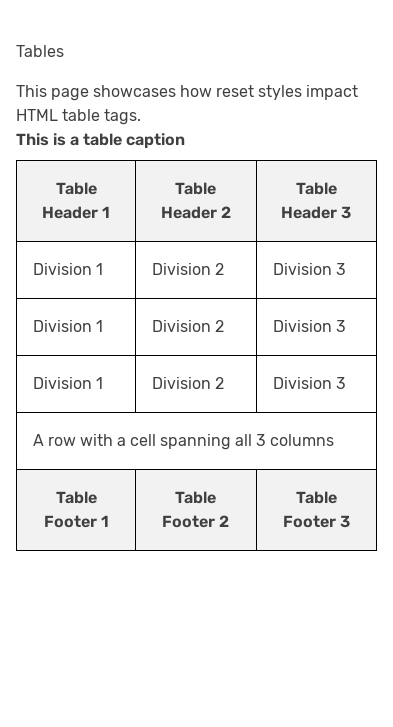 Tables
This page showcases how reset styles impact
HTML table tags.
This is a table caption
Table Header 1 Table Header 2 Table Header 3
Division 1 Division 2 Division 3
Division 1 Division 2 Division 3
Division 1 Division 2 Division 3
A row with a cell spanning all 3 columns
Table Footer 1 Table Footer 2 Table Footer 3